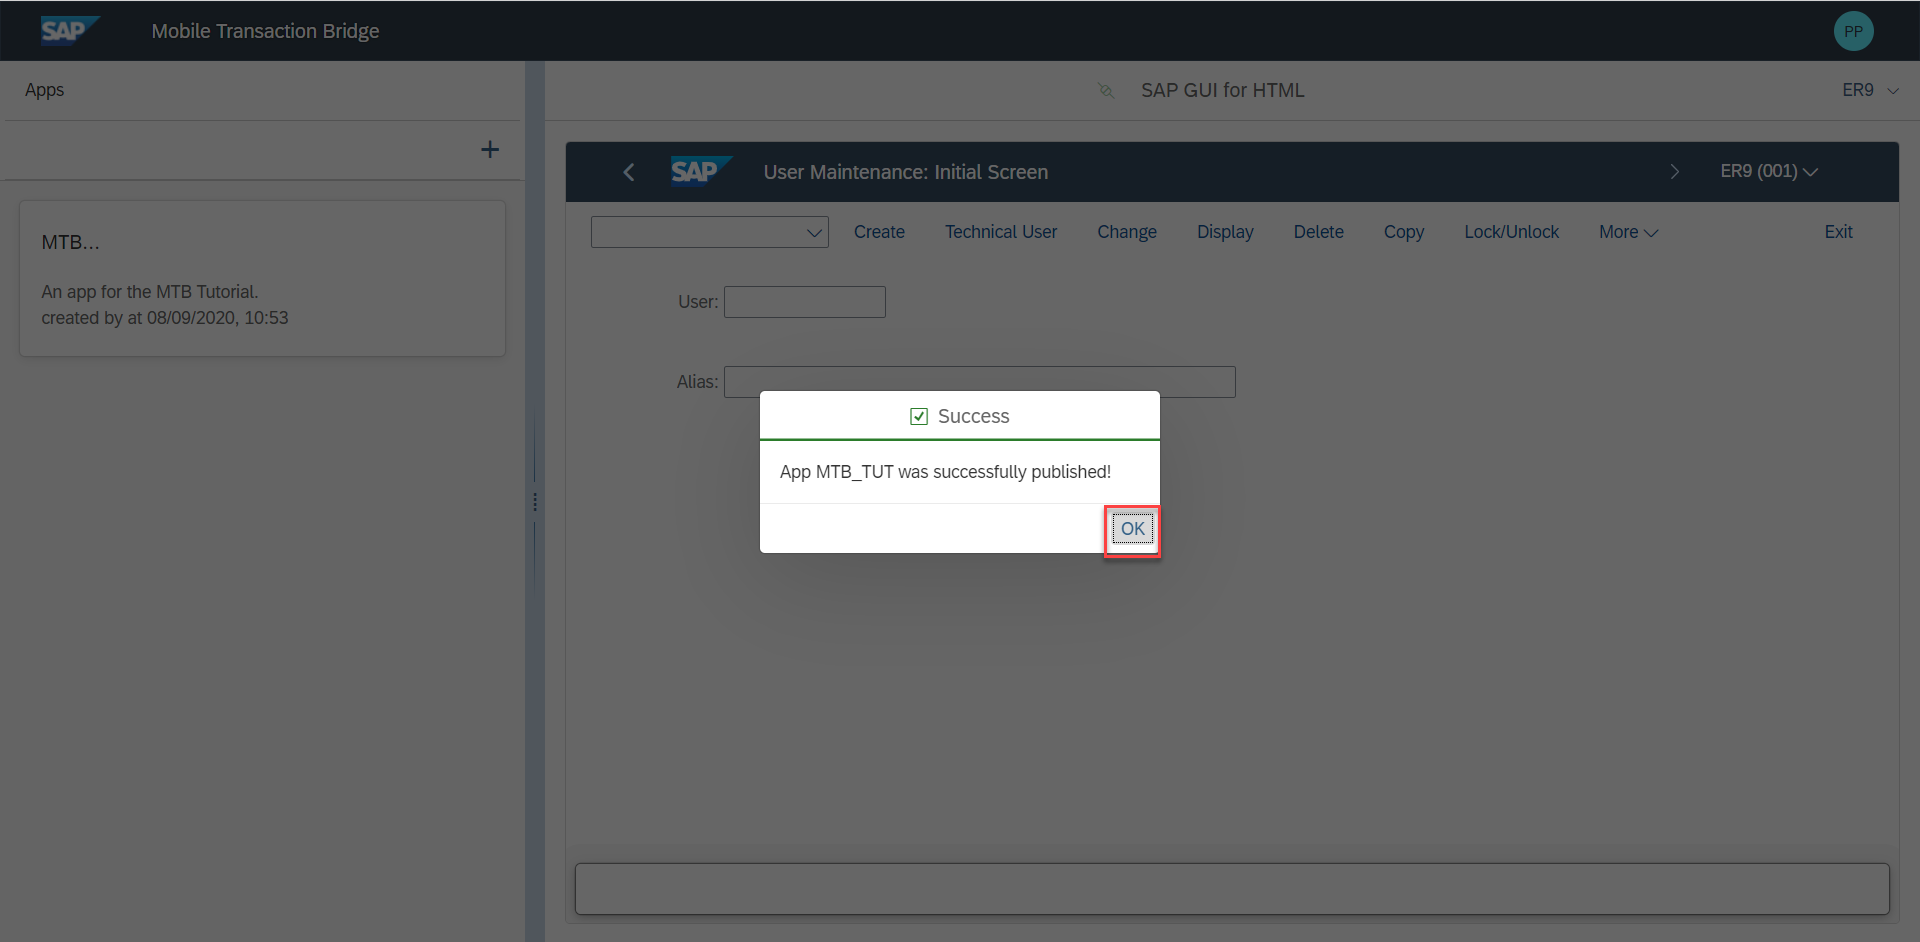 SAP Mobile Transaction Bridge PP
Apps
SAP GUI for HTML ER9
+
SAP User Maintenance: Initial Screen ER9 (001)
Create Technical User Change Display Delete Copy Lock/Unlock More Exit
MTB...
An app for the MTB Tutorial.
created by at 08/09/2020, 10:53
User:
Alias:
Success
App MTB_TUT was successfully published!
OK